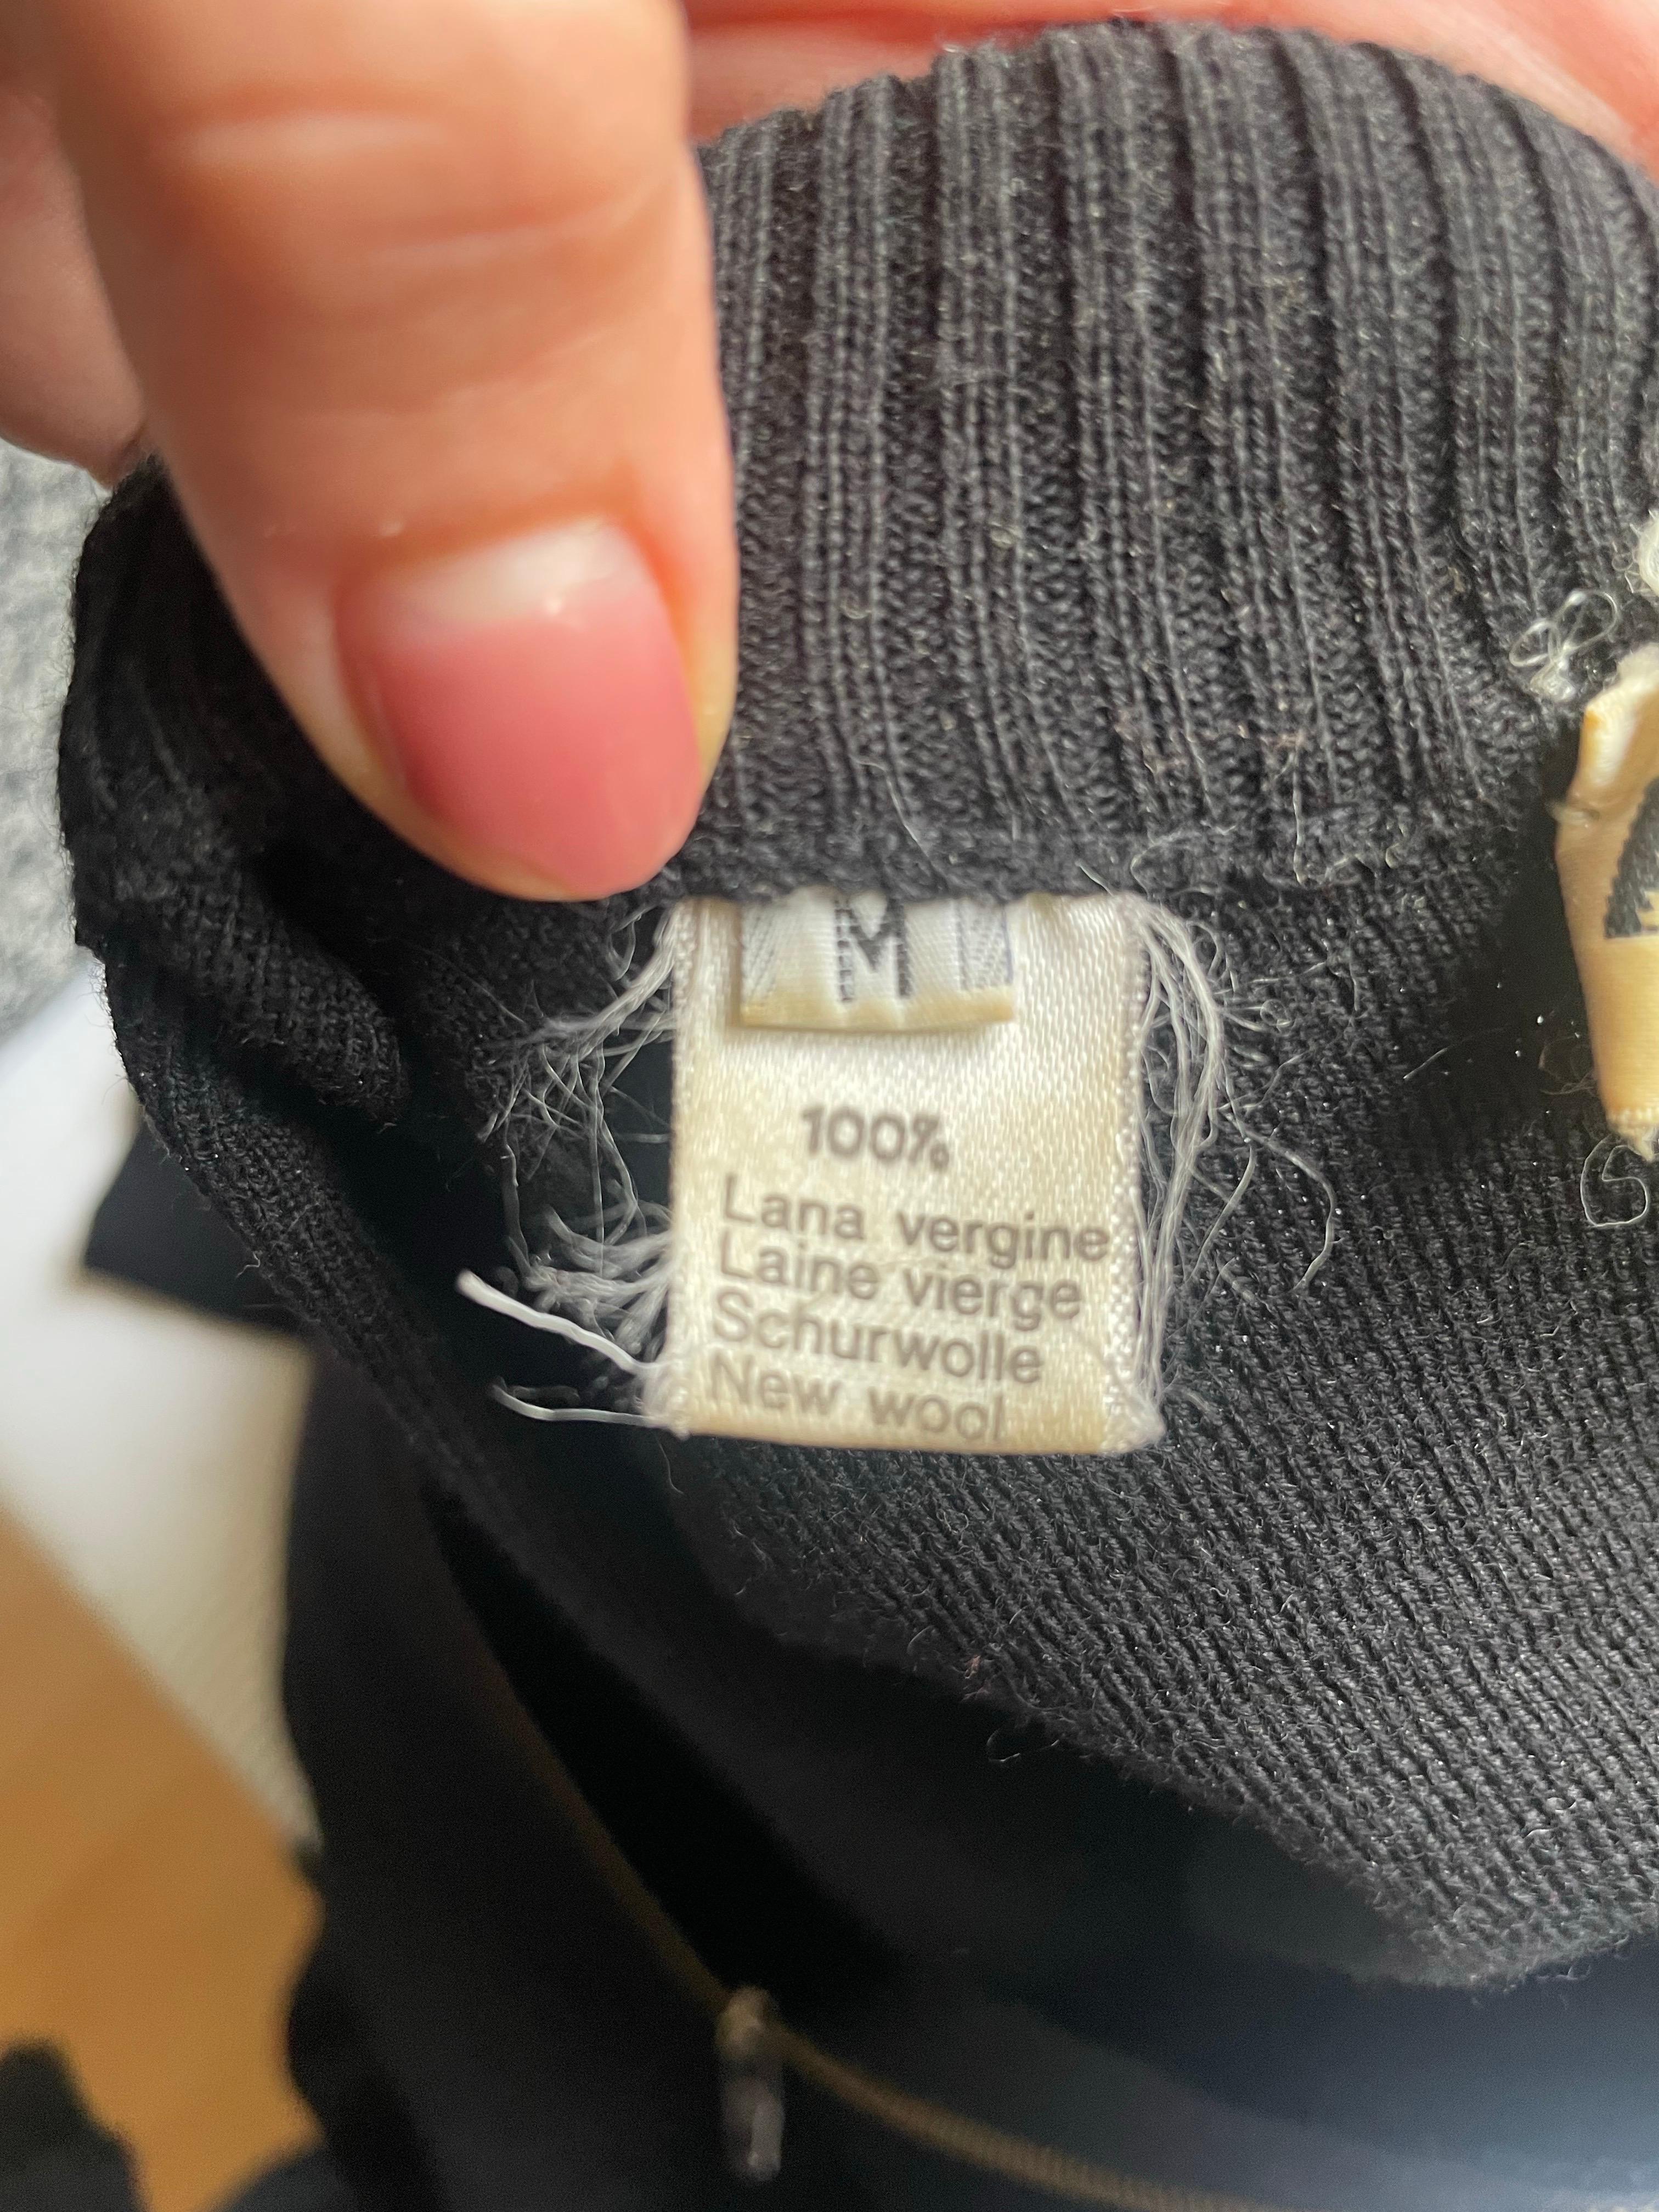 M
100%
Lana vergine
Laine vierge
Schurwolle
New wool